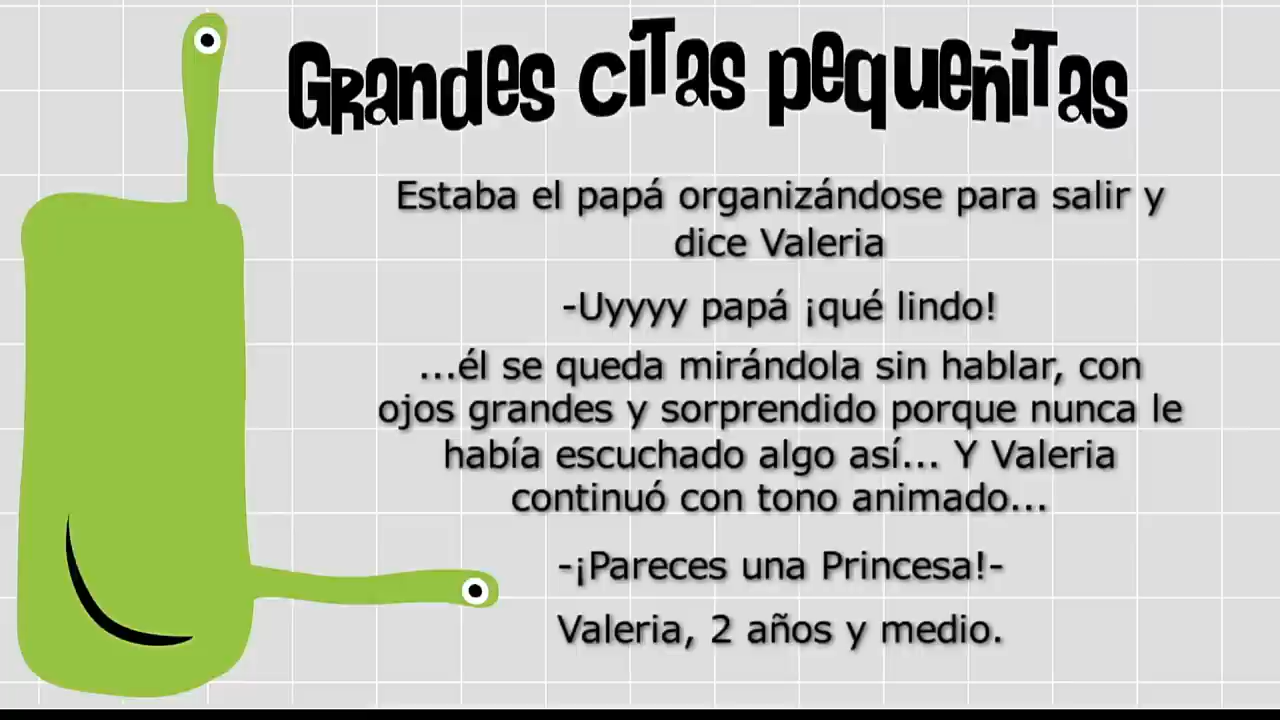 Grandes citas pequeñitas
Estaba el papá organizándose para salir y
dice Valeria
-Uyyyy papá ¡qué lindo!
...él se queda mirándola sin hablar, con
ojos grandes y sorprendido porque nunca le
había escuchado algo así... Y Valeria
continuó con tono animado...
-¡Pareces una Princesa!-
Valeria, 2 años y medio.